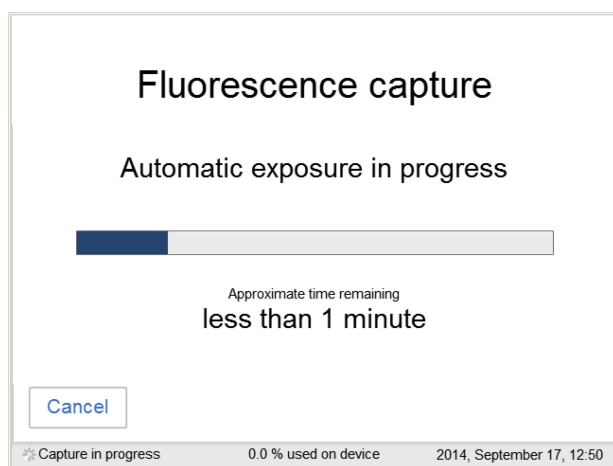 Fluorescence capture
Automatic exposure in progress
Approximate time remaining
less than 1 minute
Cancel
Capture in progress 0.0 % used on device 2014, September 17, 12:50